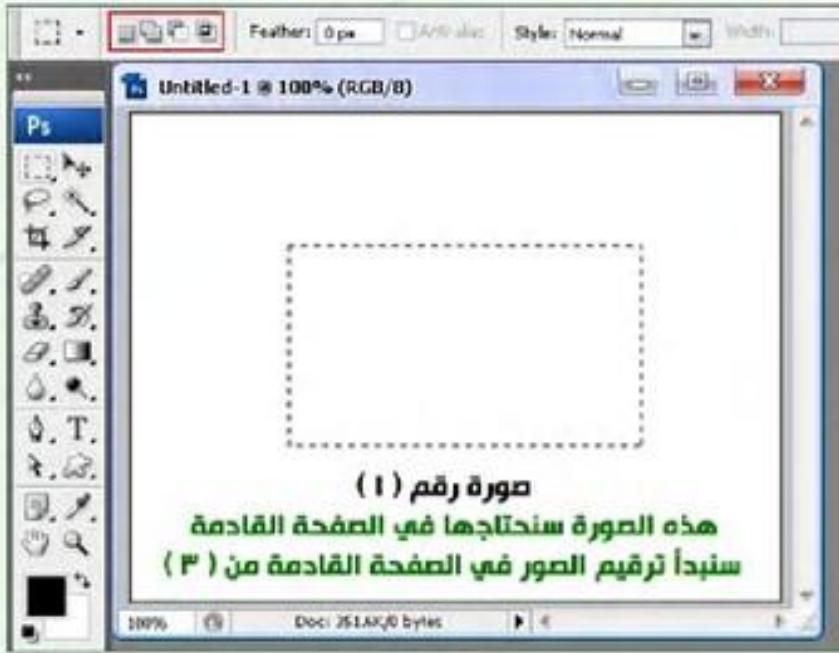 Feather: 0 px Anti-alias Style: Normal Width:
Untitled-1 @ 100% (RGB/8)
Ps
T
صورة رقم ( ١ )
هذه الصورة سنحتاجها في الصفحة القادمة
سنبدأ ترقيم الصور في الصفحة القادمة من ( ٣ )
100% Doc: 351.6K/0 bytes